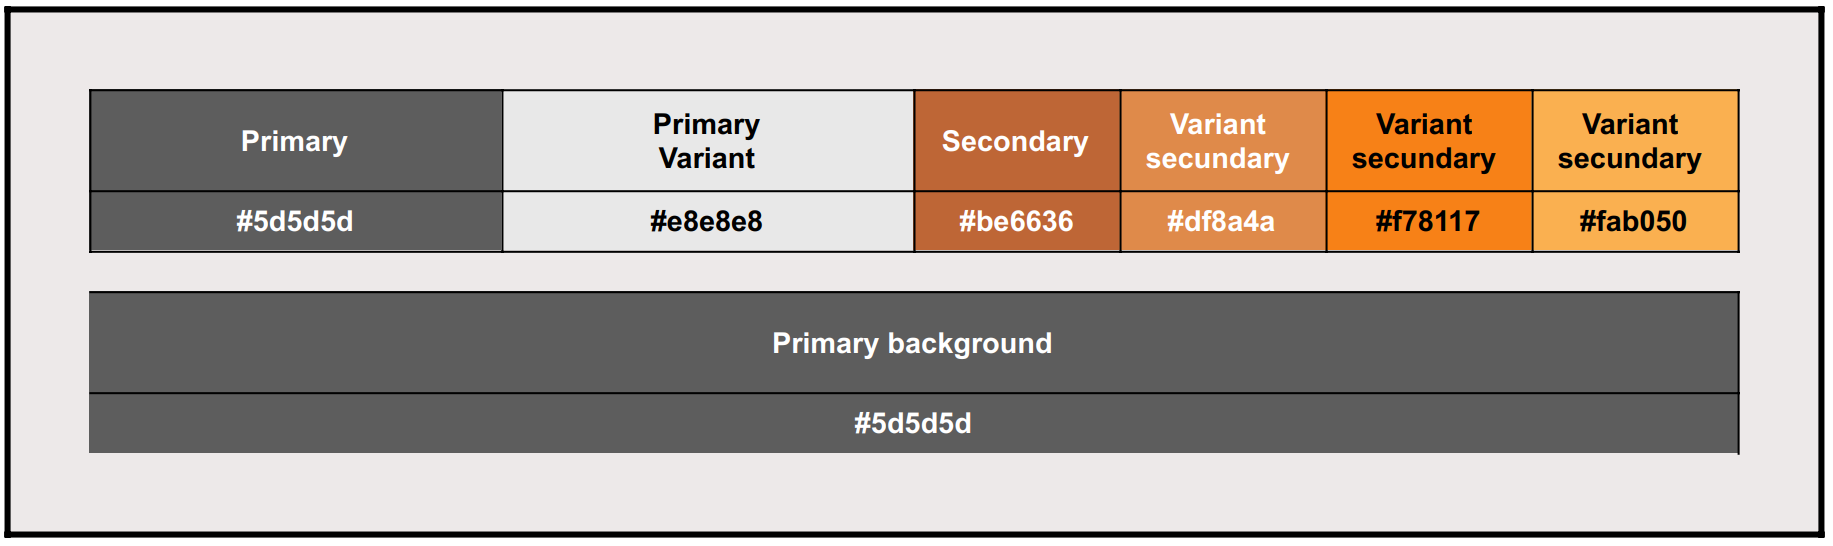 Primary
Primary
Variant
Secondary
Variant
secundary
Variant
secundary
Variant
secundary
#5d5d5d
#e8e8e8
#be6636
#df8a4a
#f78117
#fab050
Primary background
#5d5d5d